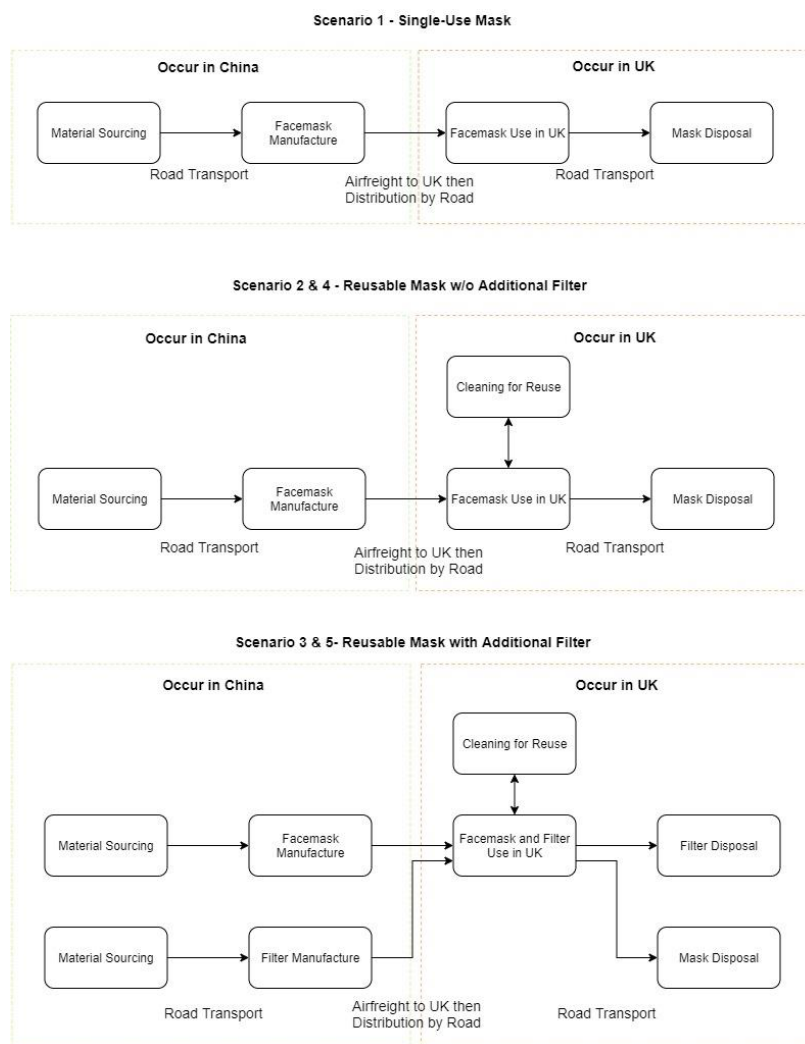 Scenario 1 - Single-Use Mask
Occur in China
Occur in UK
Material Sourcing
Facemask
Manufacture
Facemask Use in UK
Mask Disposal
Road Transport
Airfreight to UK then
Distribution by Road
Road Transport
Scenario 2 & 4 - Reusable Mask w/o Additional Filter
Occur in China
Occur in UK
Cleaning for Reuse
Material Sourcing
Facemask
Manufacture
Facemask Use in UK
Mask Disposal
Road Transport
Airfreight to UK then
Distribution by Road
Road Transport
Scenario 3 & 5- Reusable Mask with Additional Filter
Occur in China
Occur in UK
Cleaning for Reuse
Material Sourcing
Facemask
Manufacture
Facemask and Filter
Use in UK
Filter Disposal
Material Sourcing
Filter Manufacture
Mask Disposal
Road Transport
Airfreight to UK then
Distribution by Road
Road Transport